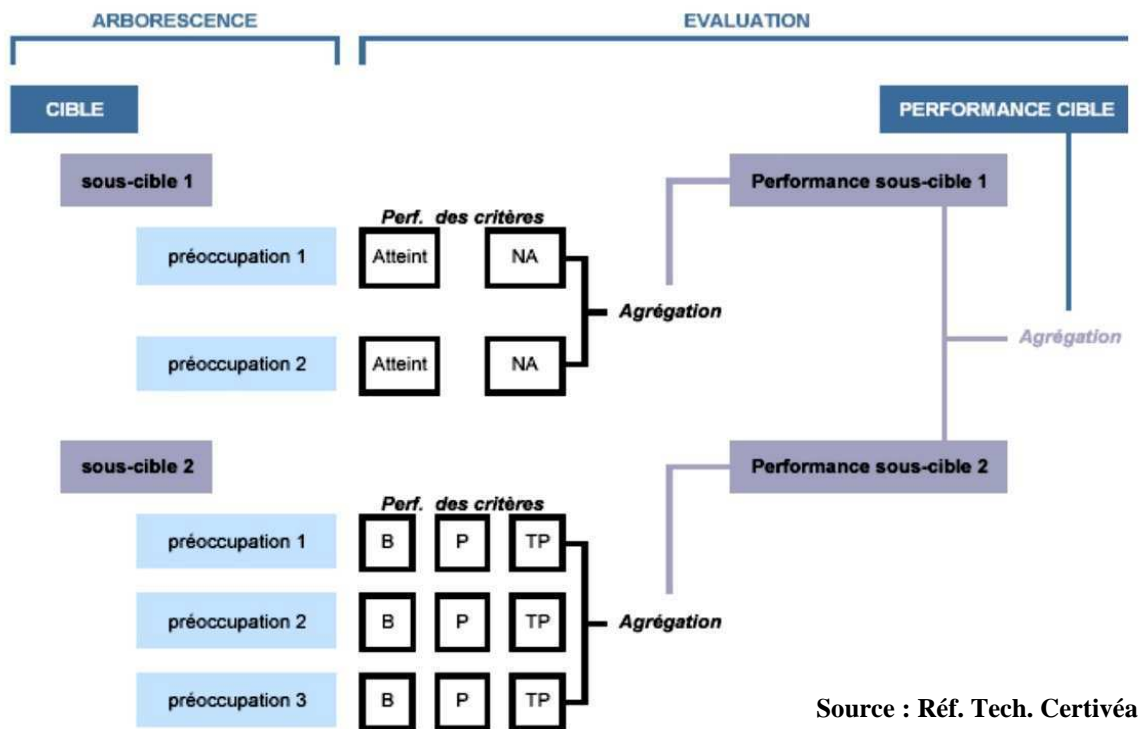 ARBORESCENCE EVALUATION
CIBLE PERFORMANCE CIBLE
sous-cible 1 Performance sous-cible 1
Perf. des critères
préoccupation 1 Atteint NA
Agrégation
Agrégation
préoccupation 2 Atteint NA
sous-cible 2 Performance sous-cible 2
Perf. des critères
préoccupation 1 B P TP
préoccupation 2 B P TP Agrégation
préoccupation 3 B P TP
Source : Réf. Tech. Certivéa